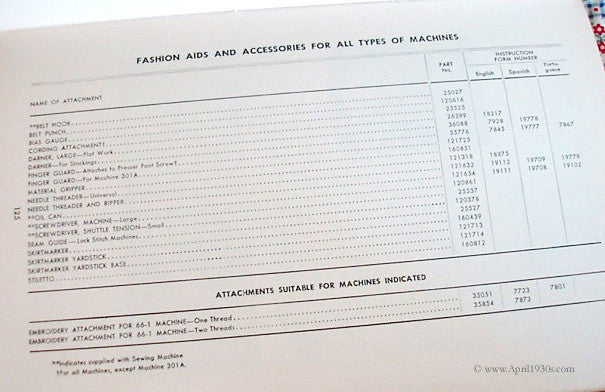 FASHION AIDS AND ACCESSORIES FOR ALL TYPES OF MACHINES
NAME OF ATTACHMENT PART No. INSTRUCTION FORM NUMBER
English Spanish Portu-guese
**BELT HOOK 25027
BELT PUNCH 120816
BIAS GAUGE 25525
CORDING ATTACHMENT† 26399 18217
DARNER, LARGE—Flat Work 36088 7928 19778
DARNER—For Stockings 35776 7845 19777 7867
FINGER GUARD—Attaches to Presser Foot Screw† 121725
FINGER GUARD—For Machine 301A 160851
MATERIAL GRIPPER 121318 18875
NEEDLE THREADER—Universal 121632 19112 19709 19779
NEEDLE THREADER AND RIPPER 121634 19111 19708 19102
**OIL CAN 120861
**SCREWDRIVER, MACHINE—Large 25537
**SCREWDRIVER, SHUTTLE TENSION—Small 120378
SEAM GUIDE—Lock Stitch Machines 25527
SKIRTMARKER 160439
SKIRTMARKER YARDSTICK 121713
SKIRTMARKER YARDSTICK BASE 121714
STILETTO 160812
ATTACHMENTS SUITABLE FOR MACHINES INDICATED
EMBROIDERY ATTACHMENT FOR 66-1 MACHINE—One Thread 35051 7723 7801
EMBROIDERY ATTACHMENT FOR 66-1 MACHINE—Two Threads 35854 7872
**Indicates supplied with Sewing Machine
†For all Machines, except Machine 301A.
125
© www.April1930s.com